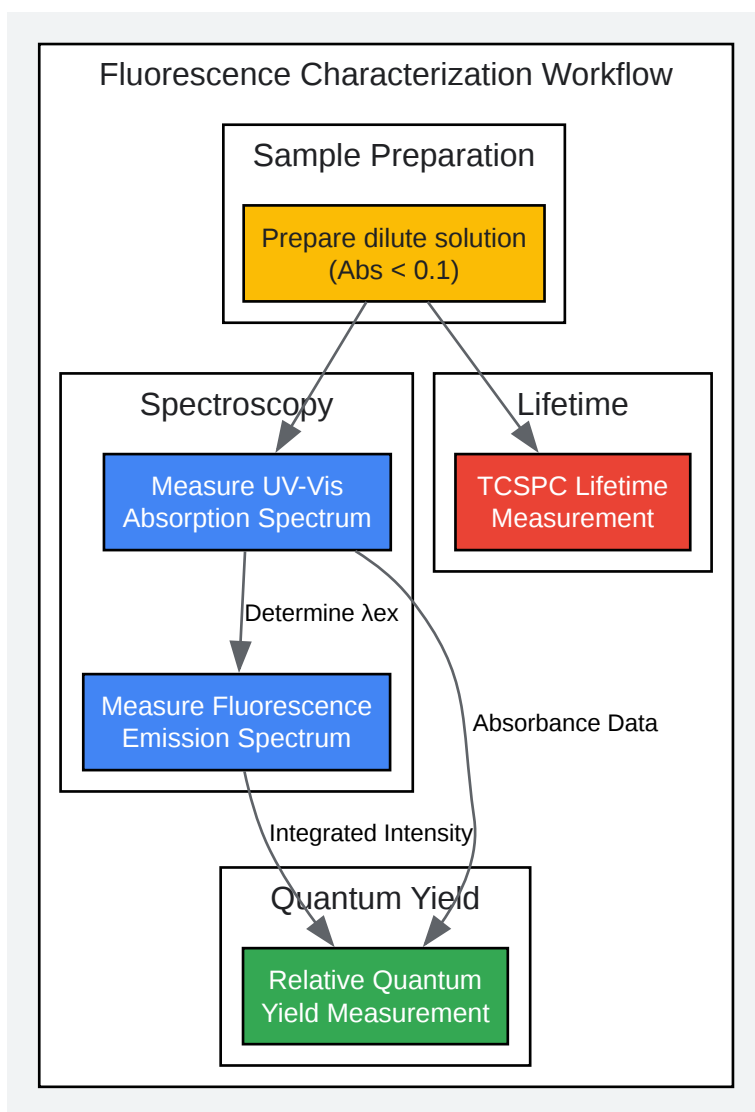 Fluorescence Characterization Workflow
Sample Preparation
Prepare dilute solution
(Abs < 0.1)
Spectroscopy
Lifetime
Measure UV-Vis
Absorption Spectrum
TCSPC Lifetime
Measurement
Determine λex
Measure Fluorescence
Emission Spectrum
Absorbance Data
Integrated Intensity
Quantum Yield
Relative Quantum
Yield Measurement